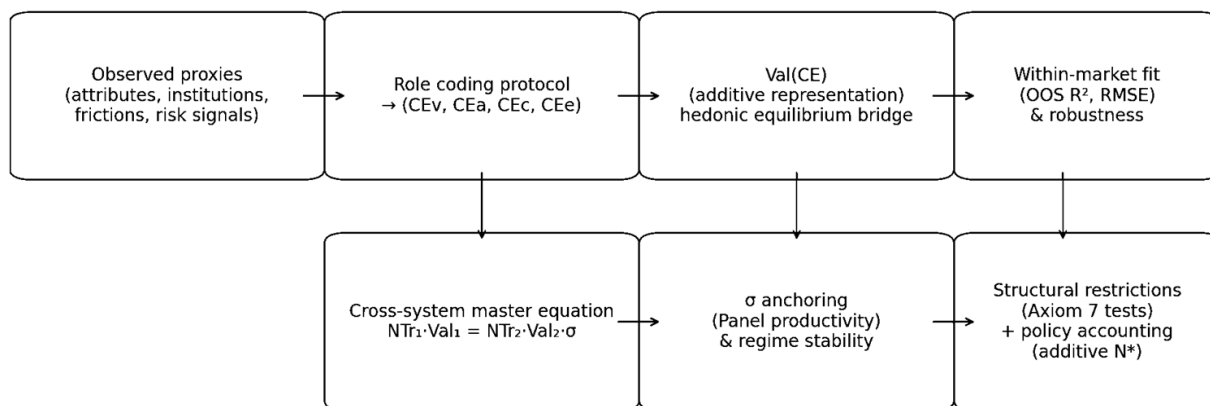 Observed proxies
(attributes, institutions,
frictions, risk signals)
Role coding protocol
→ (CEv, CEa, CEc, CEe)
Val(CE)
(additive representation)
hedonic equilibrium bridge
Within-market fit
(OOS R², RMSE)
& robustness
Cross-system master equation
NTr₁·Val₁ = NTr₂·Val₂·σ
σ anchoring
(Panel productivity)
& regime stability
Structural restrictions
(Axiom 7 tests)
+ policy accounting
(additive N*)